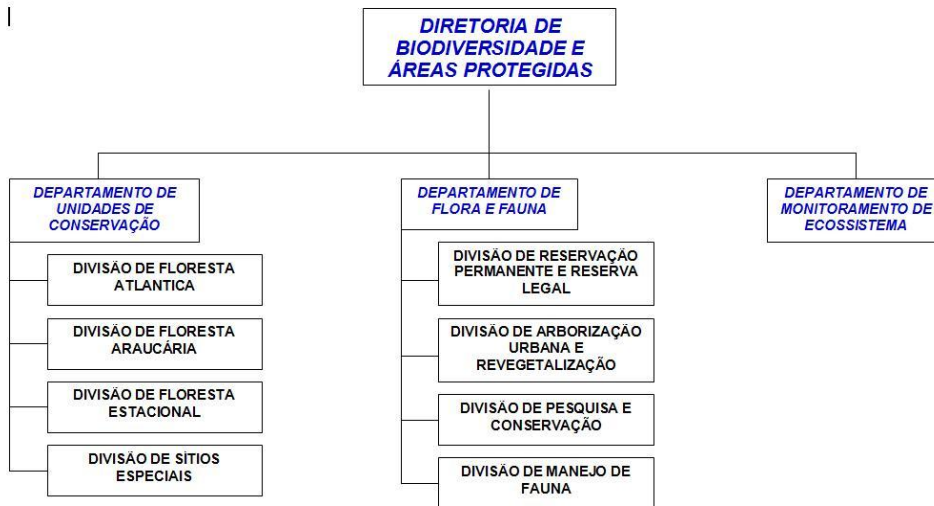 DIRETORIA DE
BIODIVERSIDADE E
ÁREAS PROTEGIDAS
DEPARTAMENTO DE
UNIDADES DE
CONSERVAÇÃO
DIVISÃO DE FLORESTA
ATLANTICA
DIVISÃO DE FLORESTA
ARAUCÁRIA
DIVISÃO DE FLORESTA
ESTACIONAL
DIVISÃO DE SÍTIOS
ESPECIAIS
DEPARTAMENTO DE
FLORA E FAUNA
DIVISÃO DE RESERVAÇÃO
PERMANENTE E RESERVA
LEGAL
DIVISÃO DE ARBORIZAÇÃO
URBANA E
REVEGETALIZAÇÃO
DIVISÃO DE PESQUISA E
CONSERVAÇÃO
DIVISÃO DE MANEJO DE
FAUNA
DEPARTAMENTO DE
MONITORAMENTO DE
ECOSSISTEMA